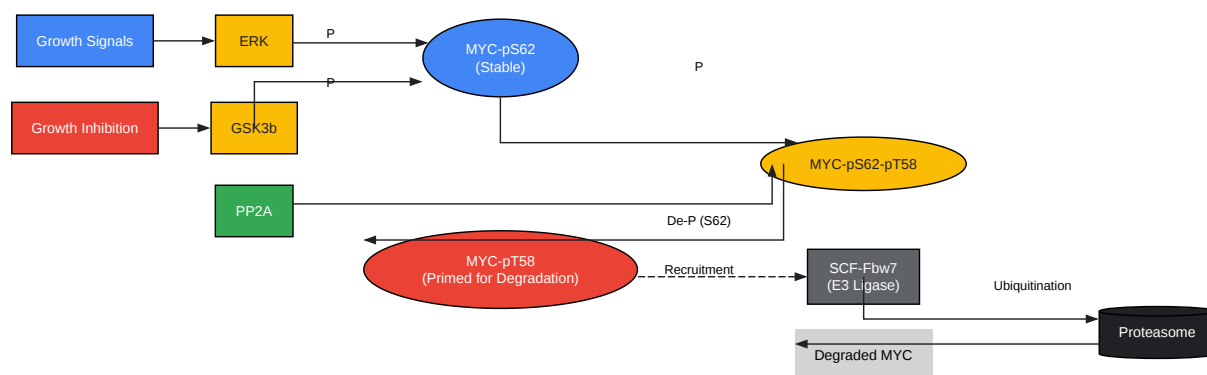 Growth Signals
ERK
P
MYC-pS62
(Stable)
P
P
Growth Inhibition
GSK3b
MYC-pS62-pT58
PP2A
De-P (S62)
MYC-pT58
(Primed for Degradation)
Recruitment
SCF-Fbw7
(E3 Ligase)
Ubiquitination
Proteasome
Degraded MYC